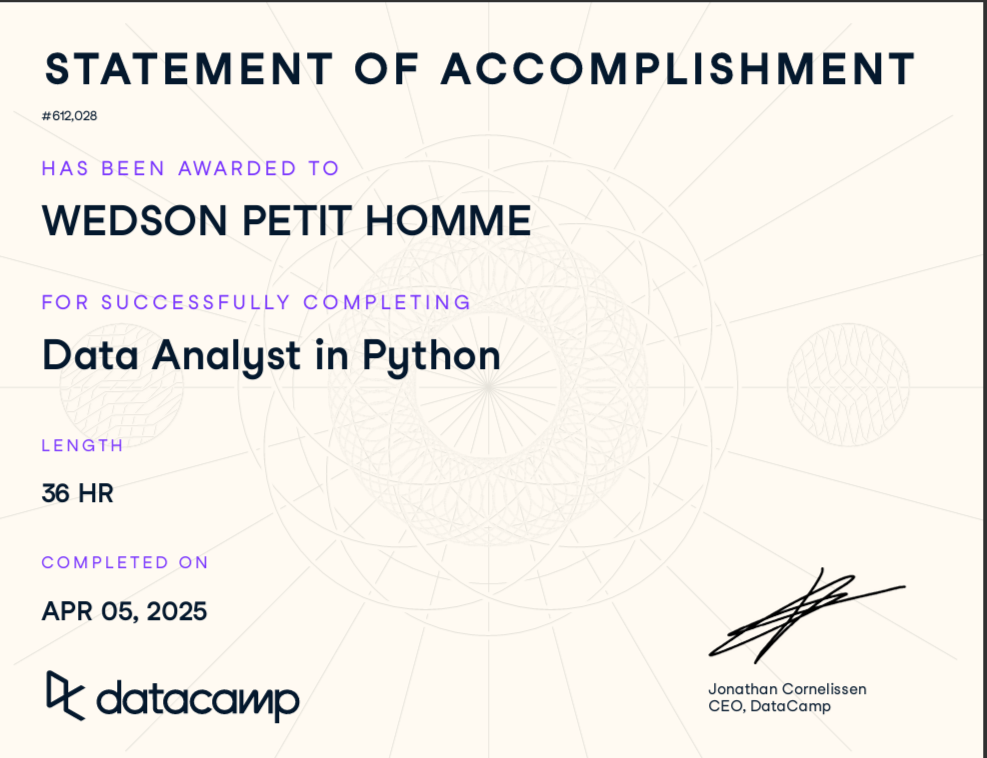 STATEMENT OF ACCOMPLISHMENT
#612,028
HAS BEEN AWARDED TO
WEDSON PETIT HOMME
FOR SUCCESSFULLY COMPLETING
Data Analyst in Python
LENGTH
36 HR
COMPLETED ON
APR 05, 2025
datacamp
Jonathan Cornelissen
CEO, DataCamp